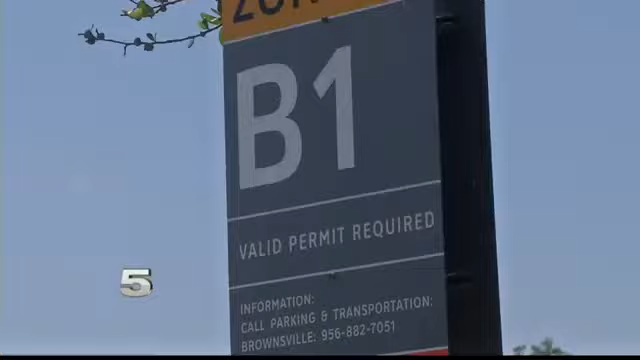 B1
VALID PERMIT REQUIRED
INFORMATION:
CALL PARKING & TRANSPORTATION:
BROWNSVILLE: 956-882-7051
5